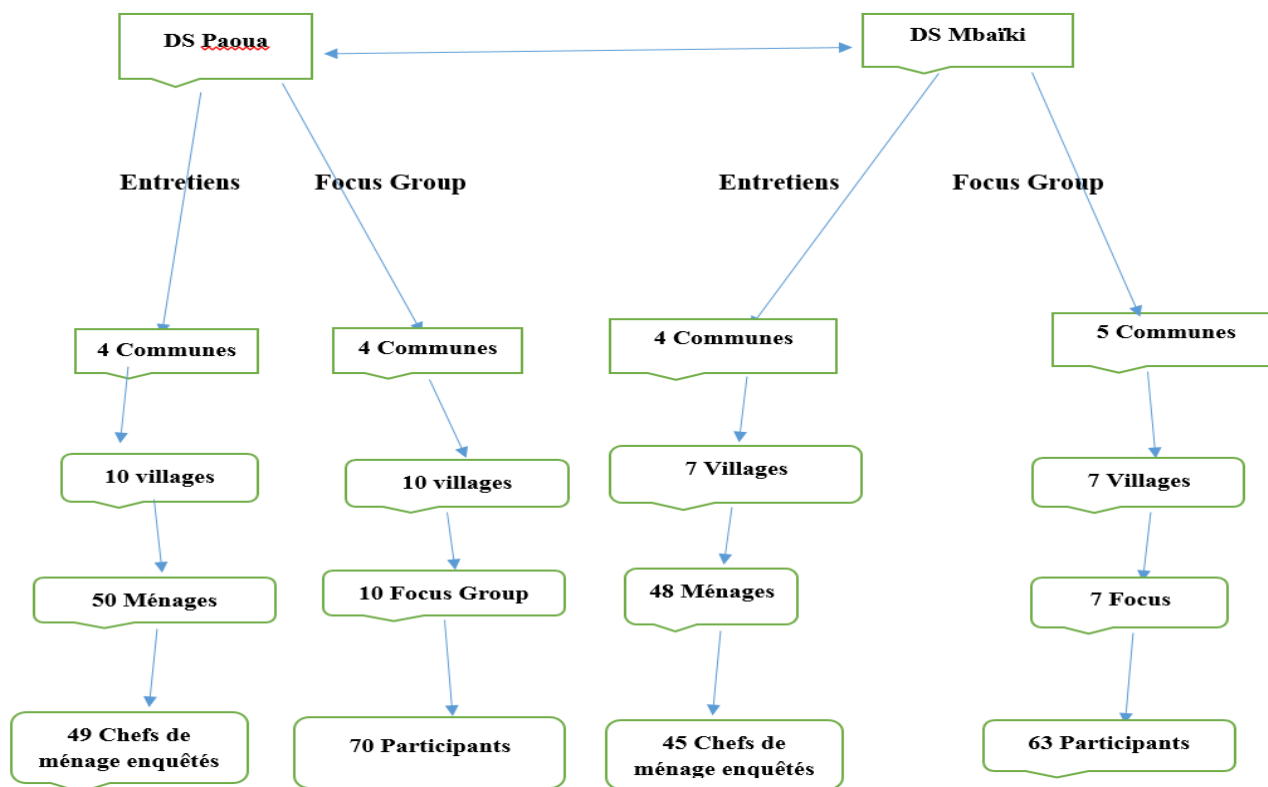 DS Paoua
DS Mbaïki
Entretiens
Focus Group
Entretiens
Focus Group
4 Communes
4 Communes
4 Communes
5 Communes
10 villages
10 villages
7 Villages
7 Villages
50 Ménages
10 Focus Group
48 Ménages
7 Focus
49 Chefs de
ménage enquêtés
70 Participants
45 Chefs de
ménage enquêtés
63 Participants